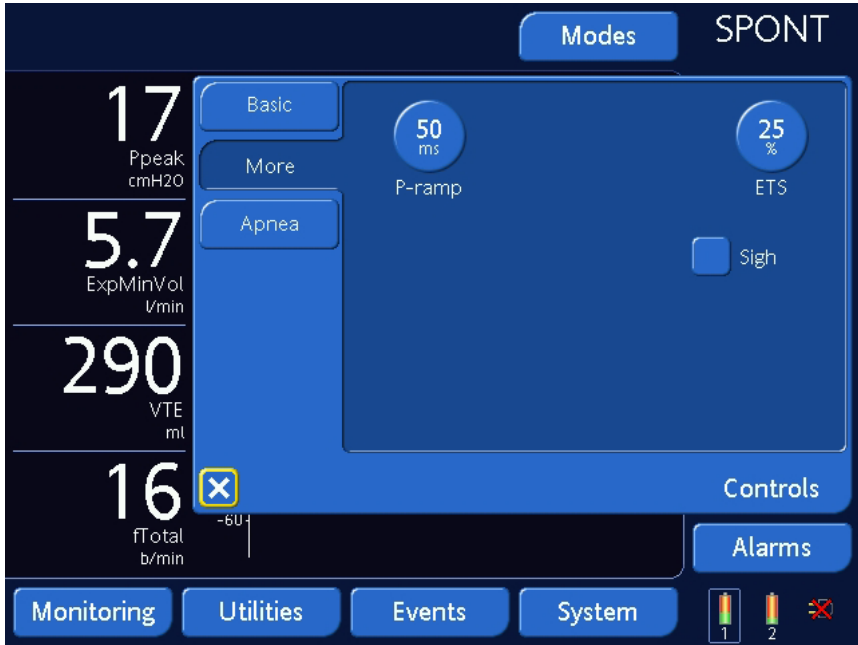 Modes
SPONT
17
Ppeak
cmH2O
5.7
ExpMinVol
l/min
290
VTE
ml
16
fTotal
b/min
Basic
More
Apnea
50
ms
P-ramp
25
%
ETS
Sigh
Controls
-60
Alarms
Monitoring
Utilities
Events
System
1
2